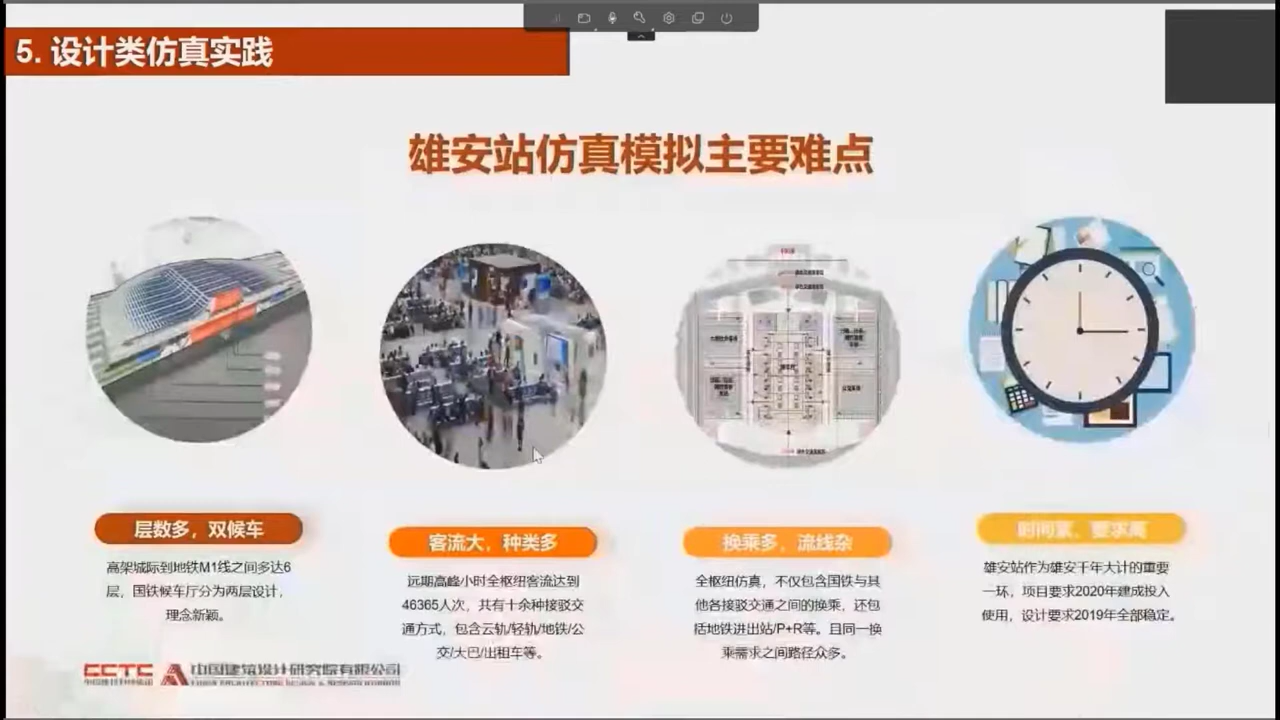 5. 设计类仿真实践
雄安站仿真模拟主要难点
层数多，双候车
高架城际到地铁M1线之间多达6
层，国铁候车厅分为两层设计，
理念新颖。
客流大，种类多
远期高峰小时全枢纽客流达到
46365人次，共有十余种接驳交
通方式，包含云轨/轻轨/地铁/公
交/大巴/出租车等。
换乘多，流线杂
全枢纽仿真，不仅包含国铁与其
他各接驳交通之间的换乘，还包
括地铁进出站/P+R等。且同一换
乘需求之间路径众多。
时间紧，要求高
雄安站作为雄安千年大计的重要
一环，项目要求2020年建成投入
使用，设计要求2019年全部稳定。
CCTC
中国建筑设计研究院有限公司